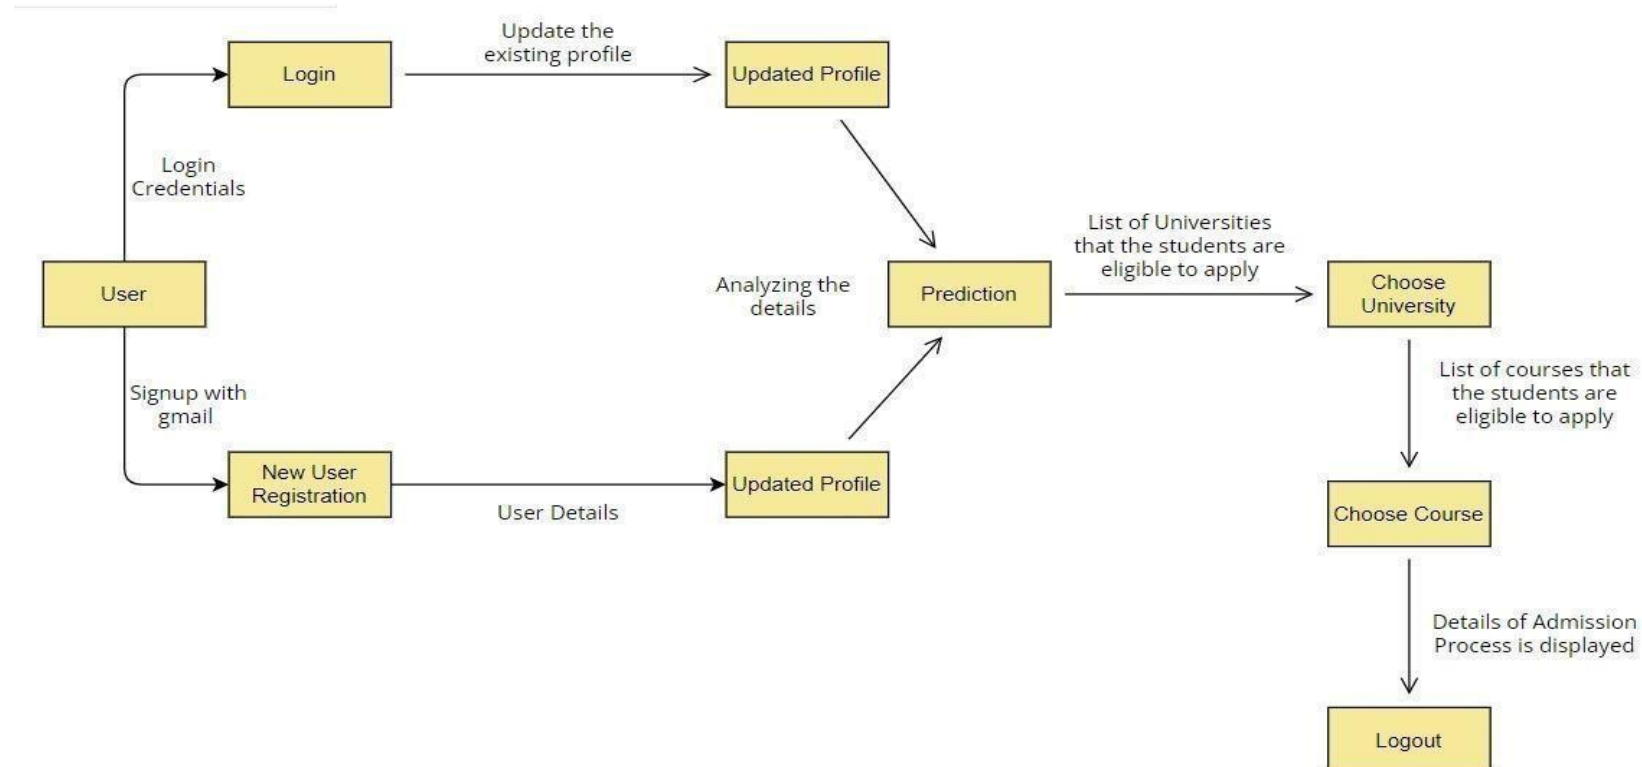 Update the
existing profile
Login
Updated Profile
Login
Credentials
List of Universities
that the students are
eligible to apply
User
Analyzing the
details
Prediction
Choose
University
Signup with
gmail
List of courses that
the students are
eligible to apply
New User
Registration
User Details
Updated Profile
Choose Course
Details of Admission
Process is displayed
Logout